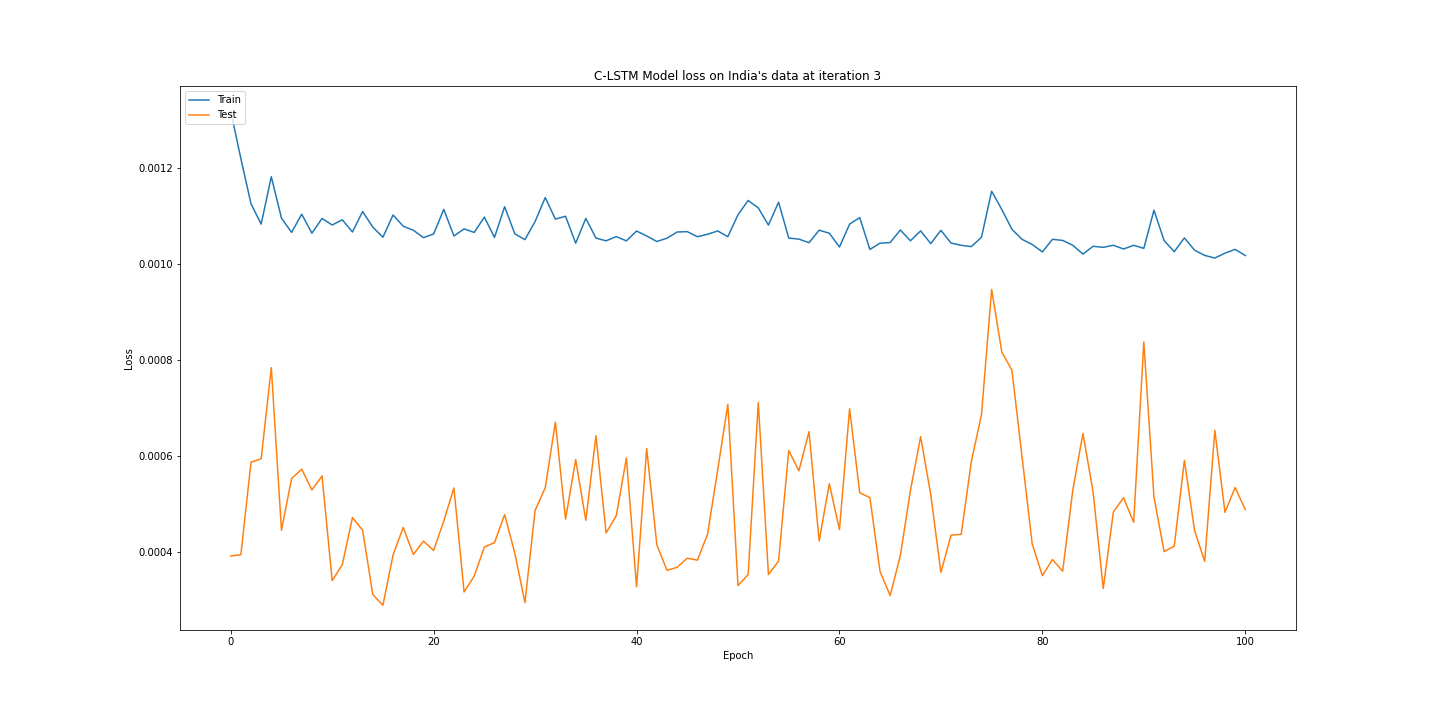 C-LSTM Model loss on India's data at iteration 3
Train
Test
0.0012
0.0010
0.0008
0.0006
0.0004
Loss
0 20 40 60 80 100
Epoch